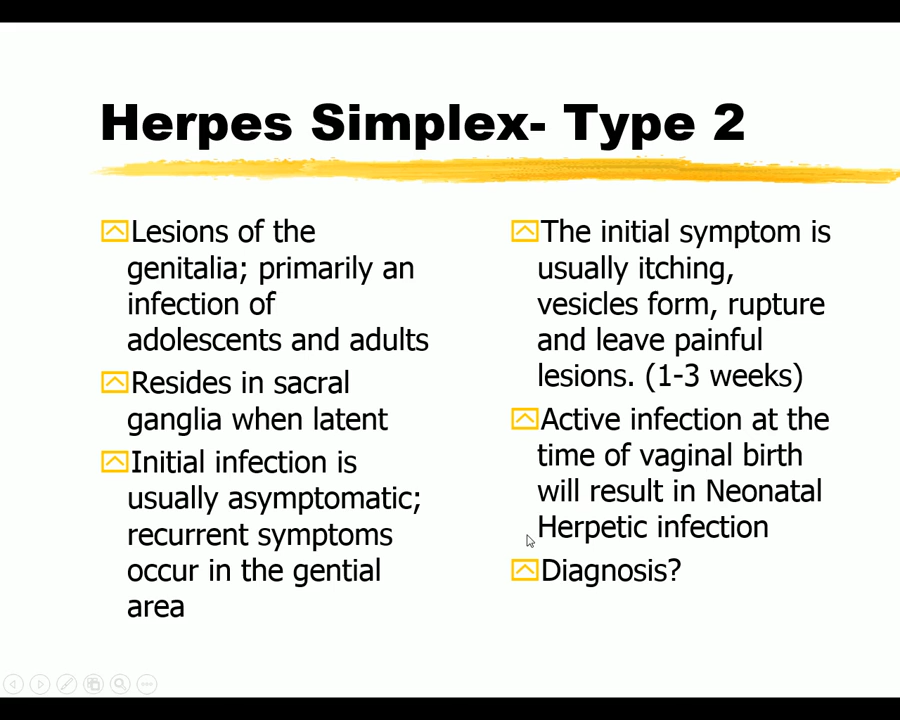 Herpes Simplex- Type 2
Lesions of the
genitalia; primarily an
infection of
adolescents and adults
Resides in sacral
ganglia when latent
Initial infection is
usually asymptomatic;
recurrent symptoms
occur in the gential
area
The initial symptom is
usually itching,
vesicles form, rupture
and leave painful
lesions. (1-3 weeks)
Active infection at the
time of vaginal birth
will result in Neonatal
Herpetic infection
Diagnosis?